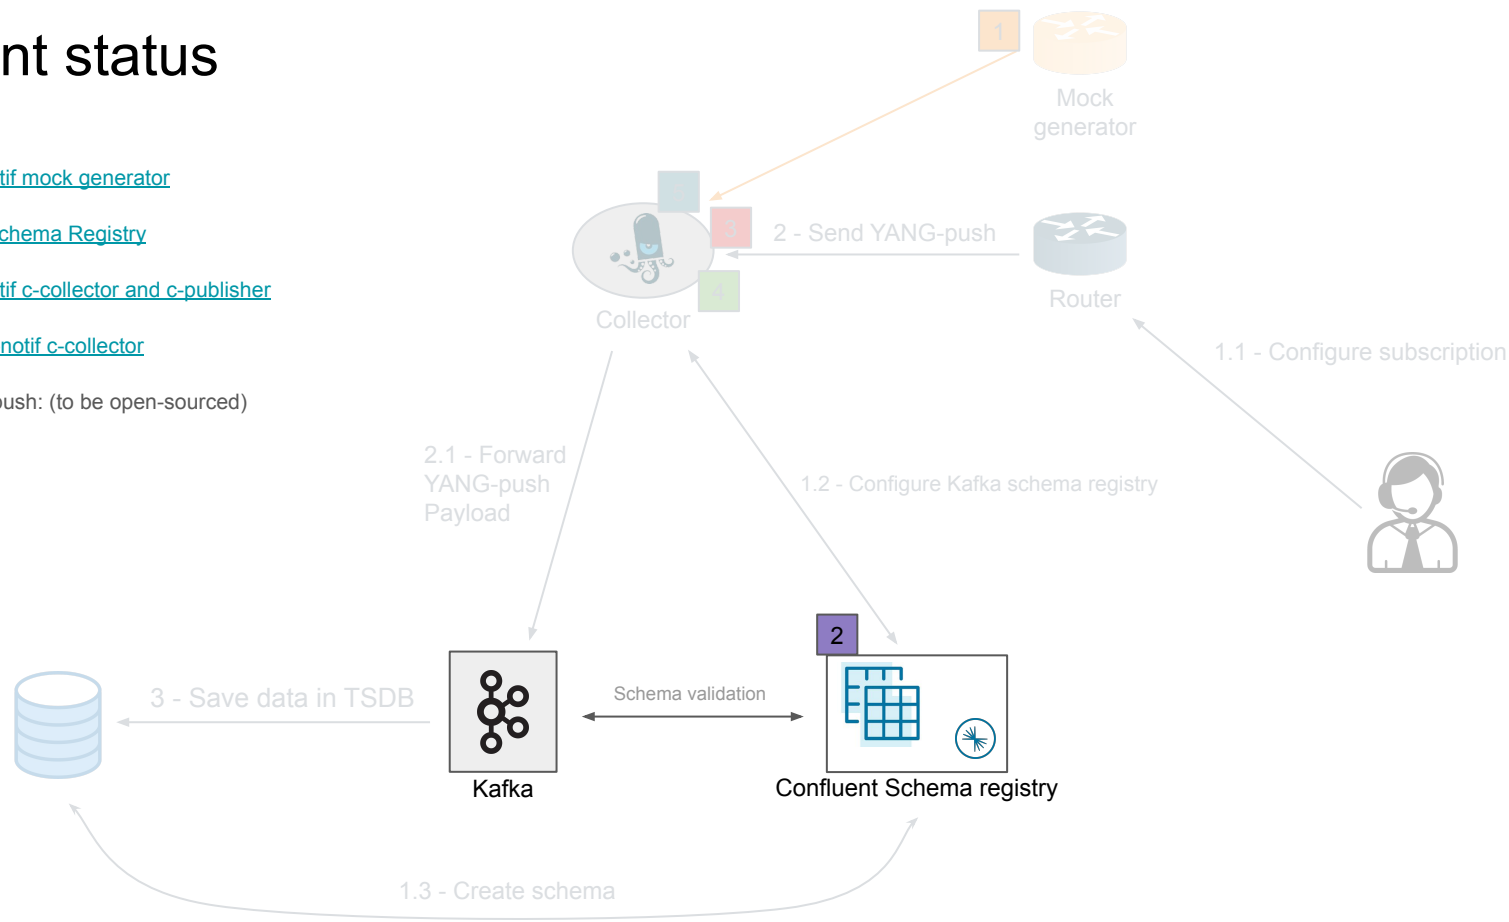 nt status
tif mock generator
chema Registry
tif c-collector and c-publisher
notif c-collector
push: (to be open-sourced)
1
Mock
generator
3
2 - Send YANG-push
4
Collector
Router
1.1 - Configure subscription
2.1 - Forward
YANG-push
Payload
1.2 - Configure Kafka schema registry
2
3 - Save data in TSDB
Schema validation
Kafka
Confluent Schema registry
1.3 - Create schema